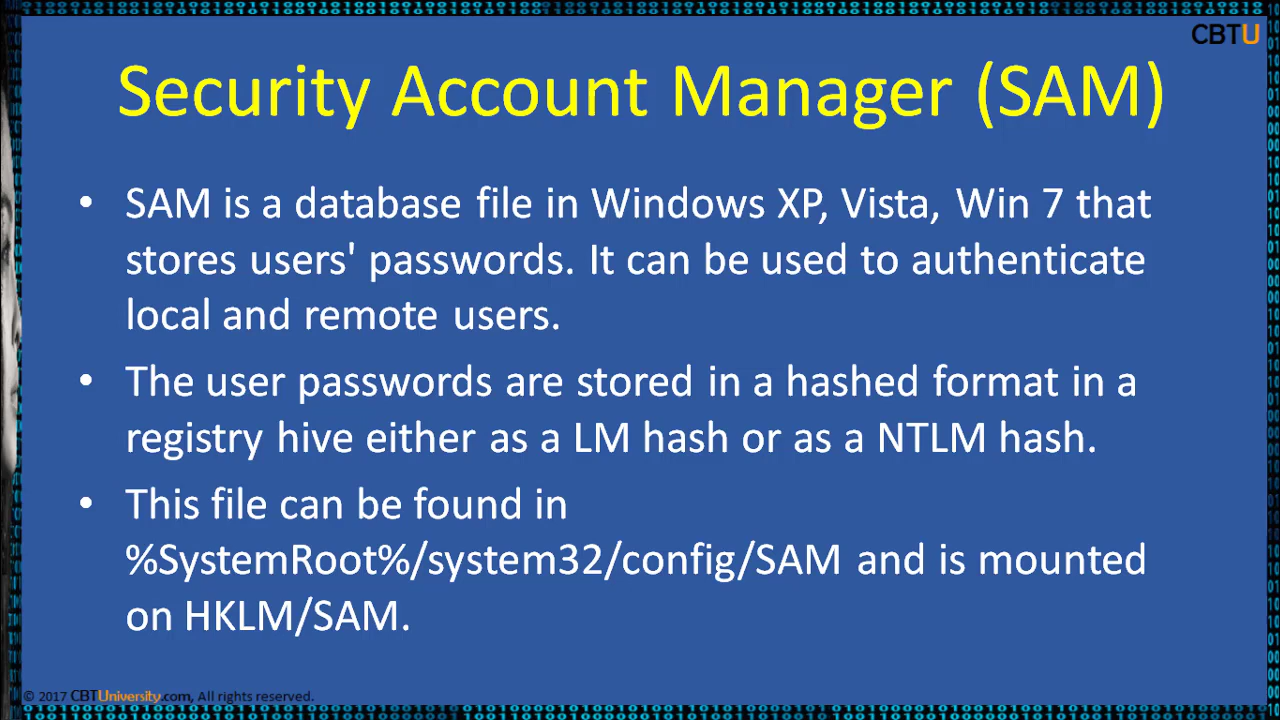 CBTU
Security Account Manager (SAM)
• SAM is a database file in Windows XP, Vista, Win 7 that
stores users' passwords. It can be used to authenticate
local and remote users.
• The user passwords are stored in a hashed format in a
registry hive either as a LM hash or as a NTLM hash.
• This file can be found in
%SystemRoot%/system32/config/SAM and is mounted
on HKLM/SAM.
© 2017 CBTUniversity.com, All rights reserved.